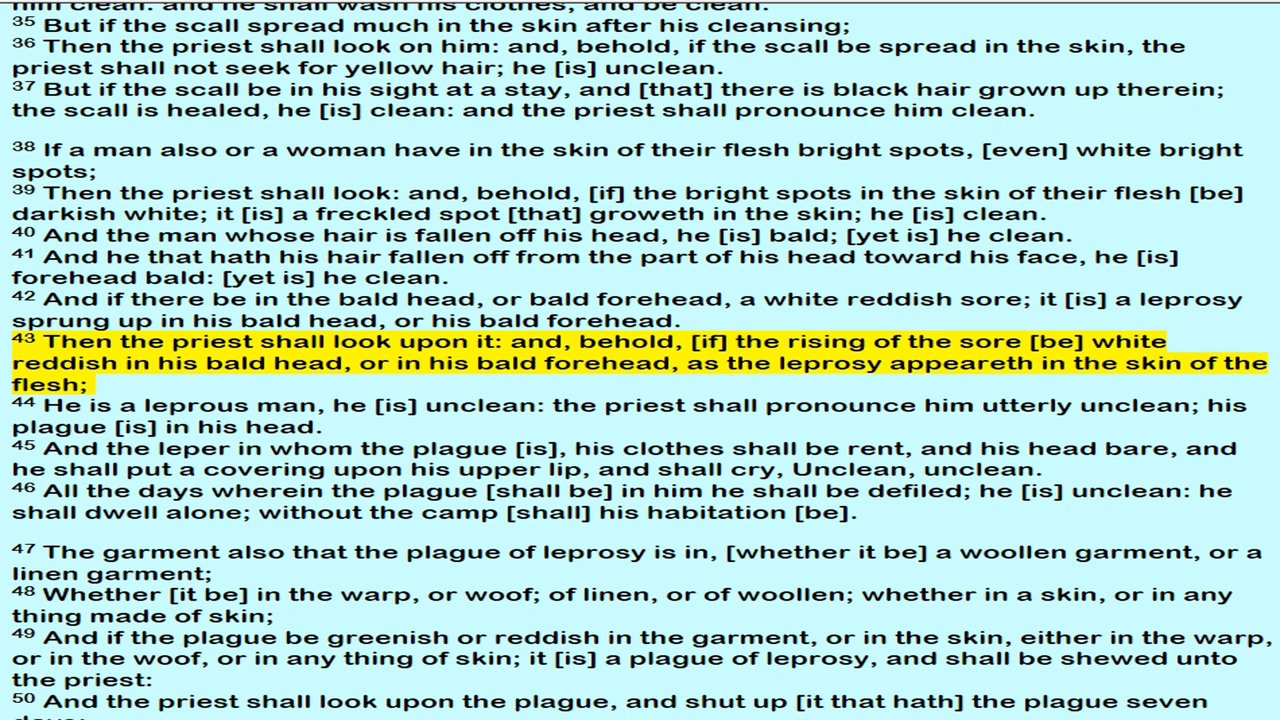 him clean: and he shall wash his clothes, and be clean.
35 But if the scall spread much in the skin after his cleansing;
36 Then the priest shall look on him: and, behold, if the scall be spread in the skin, the
priest shall not seek for yellow hair; he [is] unclean.
37 But if the scall be in his sight at a stay, and [that] there is black hair grown up therein;
the scall is healed, he [is] clean: and the priest shall pronounce him clean.
38 If a man also or a woman have in the skin of their flesh bright spots, [even] white bright
spots;
39 Then the priest shall look: and, behold, [if] the bright spots in the skin of their flesh [be]
darkish white; it [is] a freckled spot [that] groweth in the skin; he [is] clean.
40 And the man whose hair is fallen off his head, he [is] bald; [yet is] he clean.
41 And he that hath his hair fallen off from the part of his head toward his face, he [is]
forehead bald: [yet is] he clean.
42 And if there be in the bald head, or bald forehead, a white reddish sore; it [is] a leprosy
sprung up in his bald head, or his bald forehead.
43 Then the priest shall look upon it: and, behold, [if] the rising of the sore [be] white
reddish in his bald head, or in his bald forehead, as the leprosy appeareth in the skin of the
flesh;
44 He is a leprous man, he [is] unclean: the priest shall pronounce him utterly unclean; his
plague [is] in his head.
45 And the leper in whom the plague [is], his clothes shall be rent, and his head bare, and
he shall put a covering upon his upper lip, and shall cry, Unclean, unclean.
46 All the days wherein the plague [shall be] in him he shall be defiled; he [is] unclean: he
shall dwell alone; without the camp [shall] his habitation [be].
47 The garment also that the plague of leprosy is in, [whether it be] a woollen garment, or a
linen garment;
48 Whether [it be] in the warp, or woof; of linen, or of woollen; whether in a skin, or in any
thing made of skin;
49 And if the plague be greenish or reddish in the garment, or in the skin, either in the warp,
or in the woof, or in any thing of skin; it [is] a plague of leprosy, and shall be shewed unto
the priest:
50 And the priest shall look upon the plague, and shut up [it that hath] the plague seven
days: